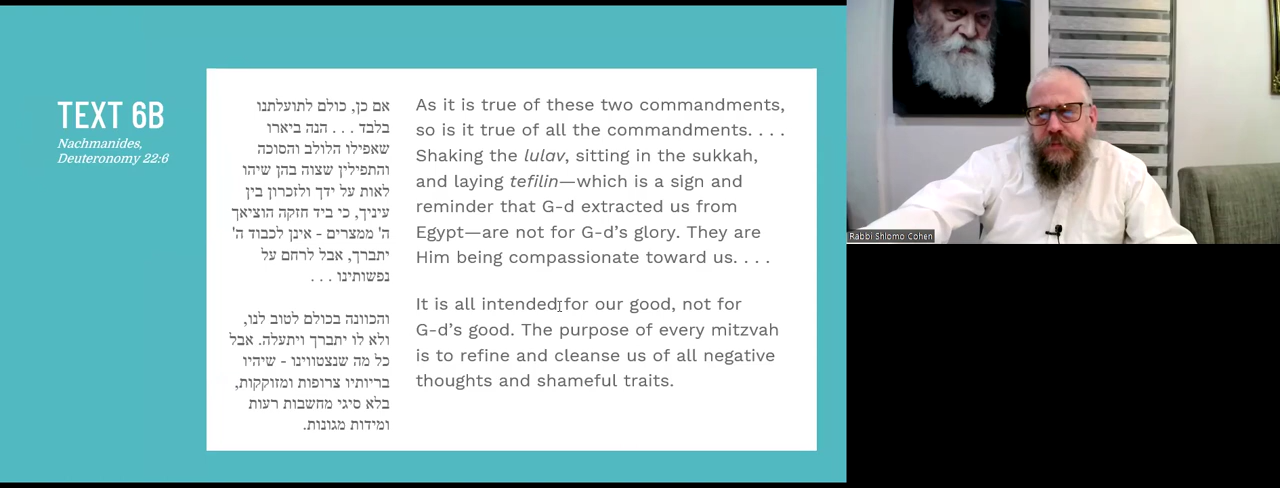 TEXT 6B
Nachmanides,
Deuteronomy 22:6
אם כן, כולם לתועלתנו
בלבד . . . הנה ביארו
שאפילו הלולב והסוכה
והתפילין שצוה בהן שיהו
לאות על ידך ולזכרון בין
עיניך, כי ביד חזקה הוציאך
ה' ממצרים - אינן לכבוד ה'
יתברך, אבל לרחם על
נפשותינו . . .
והכוונה בכולם לטוב לנו,
ולא לו יתברך ויתעלה. אבל
כל מה שנצטווינו - שיהיו
בריותיו צרופות ומזוקקות,
בלא סיגי מחשבות רעות
ומידות מגונות.
As it is true of these two commandments,
so is it true of all the commandments. . . .
Shaking the lulav, sitting in the sukkah,
and laying tefilin—which is a sign and
reminder that G-d extracted us from
Egypt—are not for G-d’s glory. They are
Him being compassionate toward us. . . .
It is all intended for our good, not for
G-d’s good. The purpose of every mitzvah
is to refine and cleanse us of all negative
thoughts and shameful traits.
Rabbi Shlomo Cohen